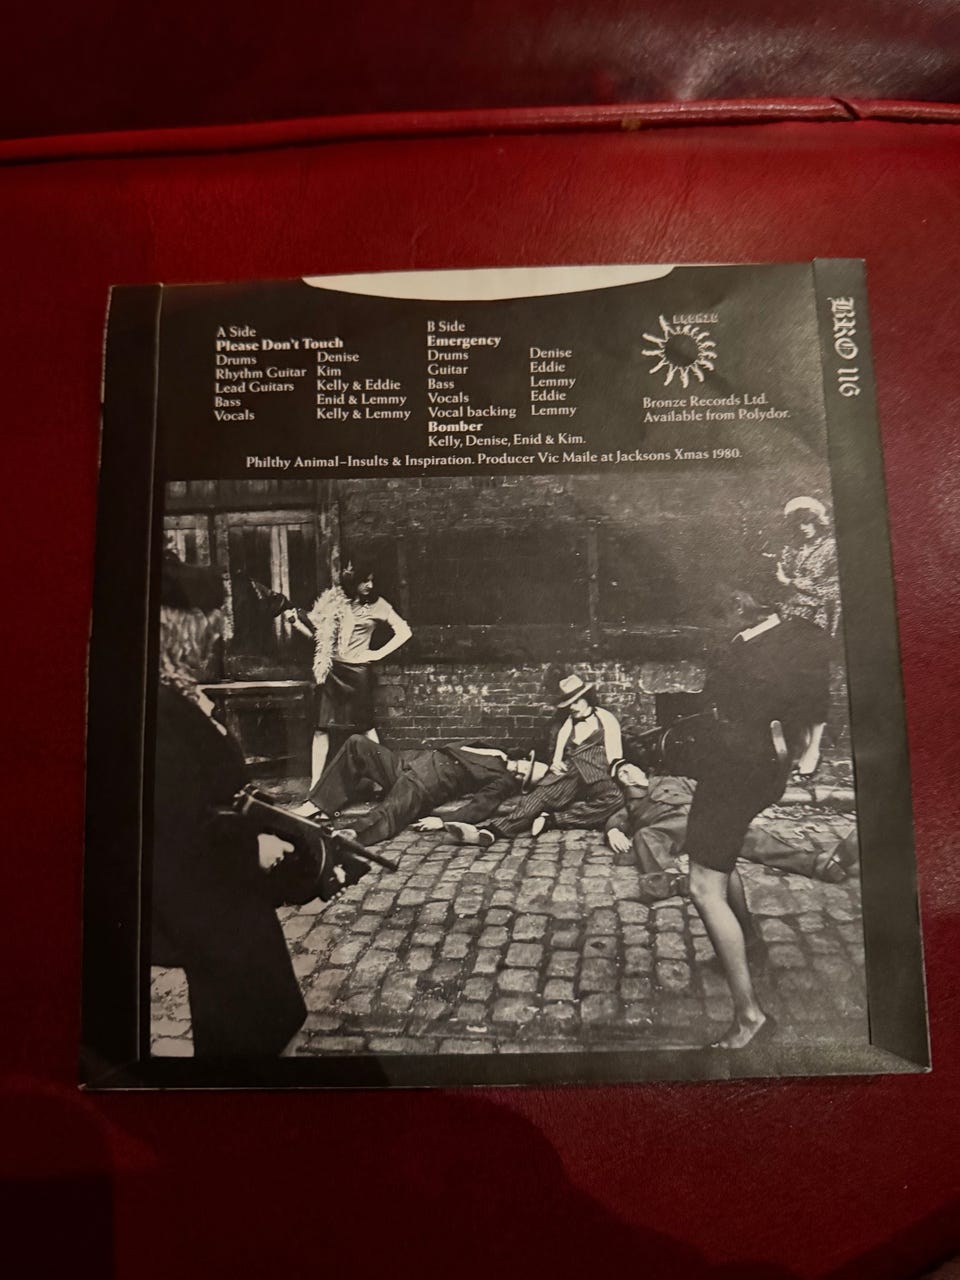 A Side
Please Don't Touch
Drums Denise
Rhythm Guitar Kim
Lead Guitars Kelly & Eddie
Bass Enid & Lemmy
Vocals Kelly & Lemmy
B Side
Emergency
Drums Denise
Guitar Eddie
Bass Lemmy
Vocals Eddie
Vocal backing Lemmy
Bomber
Kelly, Denise, Enid & Kim.
BRONZE
Bronze Records Ltd.
Available from Polydor.
BRO 116
Philthy Animal–Insults & Inspiration. Producer Vic Maile at Jacksons Xmas 1980.